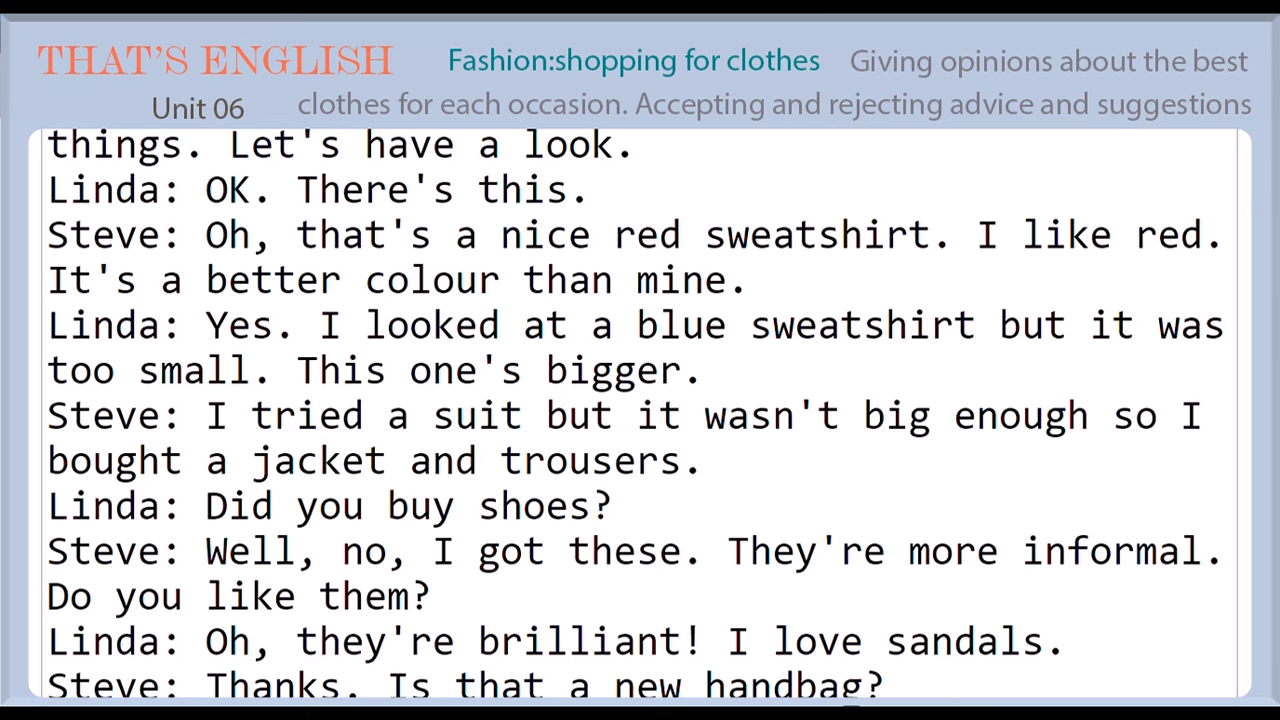 THAT'S ENGLISH
Fashion:shopping for clothes
Giving opinions about the best
Unit 06
clothes for each occasion. Accepting and rejecting advice and suggestions
things. Let's have a look.
Linda: OK. There's this.
Steve: Oh, that's a nice red sweatshirt. I like red.
It's a better colour than mine.
Linda: Yes. I looked at a blue sweatshirt but it was
too small. This one's bigger.
Steve: I tried a suit but it wasn't big enough so I
bought a jacket and trousers.
Linda: Did you buy shoes?
Steve: Well, no, I got these. They're more informal.
Do you like them?
Linda: Oh, they're brilliant! I love sandals.
Steve: Thanks. Is that a new handbag?